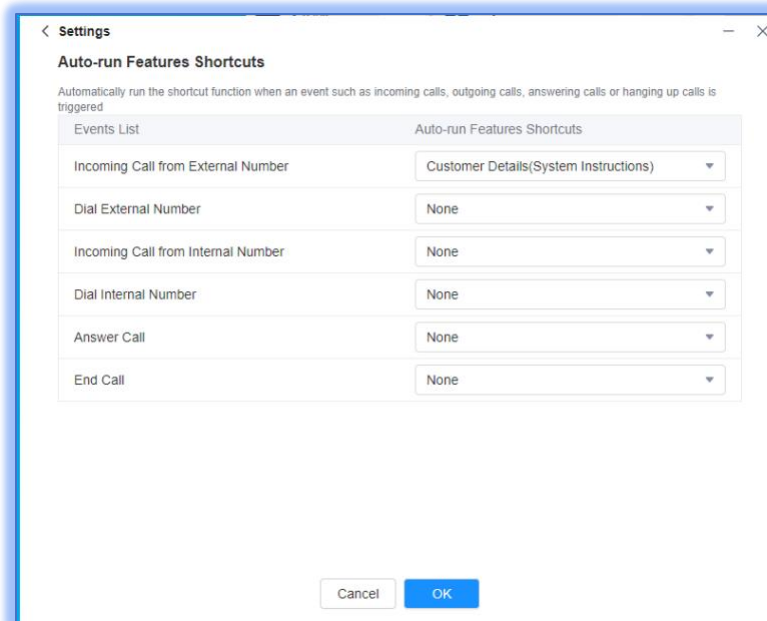 Settings
Auto-run Features Shortcuts
Automatically run the shortcut function when an event such as incoming calls, outgoing calls, answering calls or hanging up calls is
triggered
Events List Auto-run Features Shortcuts
Incoming Call from External Number Customer Details(System Instructions)
Dial External Number None
Incoming Call from Internal Number None
Dial Internal Number None
Answer Call None
End Call None
Cancel OK